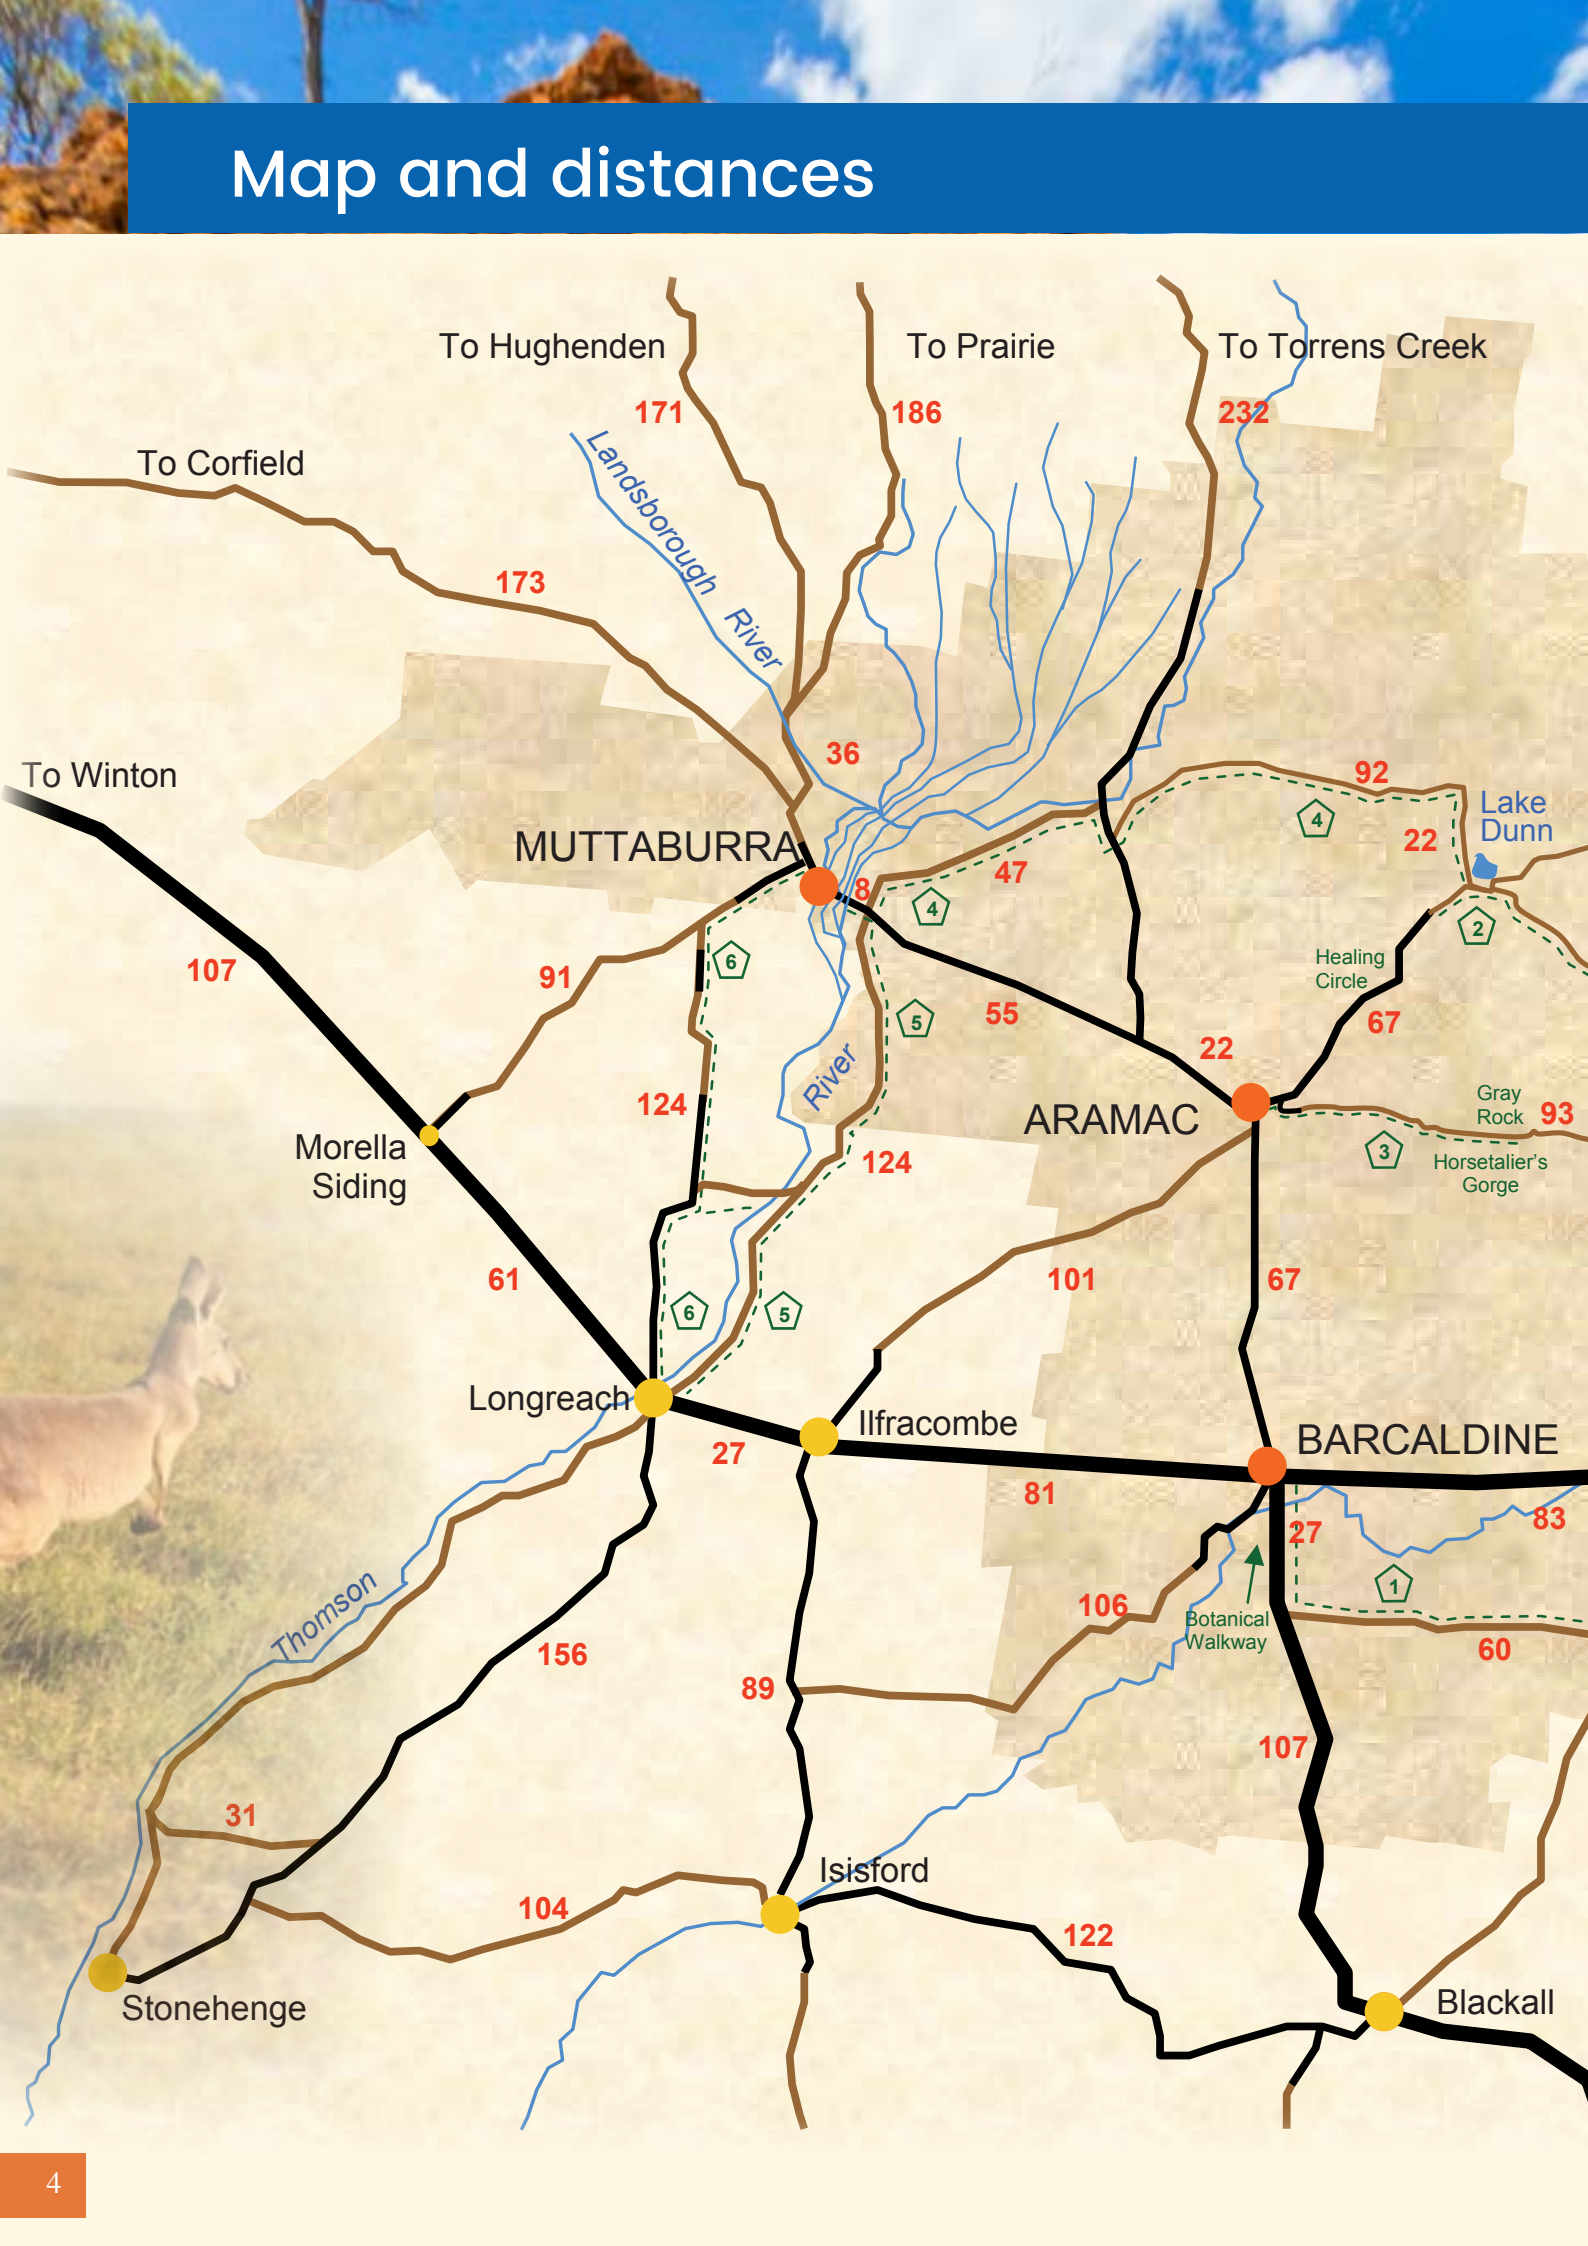 Map and distances
To Hughenden
To Prairie
To Torrens Creek
171
186
232
To Corfield
Landsborough River
173
36
To Winton
92
Lake
Dunn
4
22
MUTTABURRA
47
8
4
2
107
91
6
Healing
Circle
55
5
67
22
River
124
Gray
Rock
93
ARAMAC
Morella
Siding
124
3
Horsetalier's
Gorge
61
101
67
6
5
Longreach
Ilfracombe
BARCALDINE
27
81
27
83
Thomson
1
106
Botanical
Walkway
60
156
89
107
31
Isisford
104
122
Stonehenge
Blackall
4